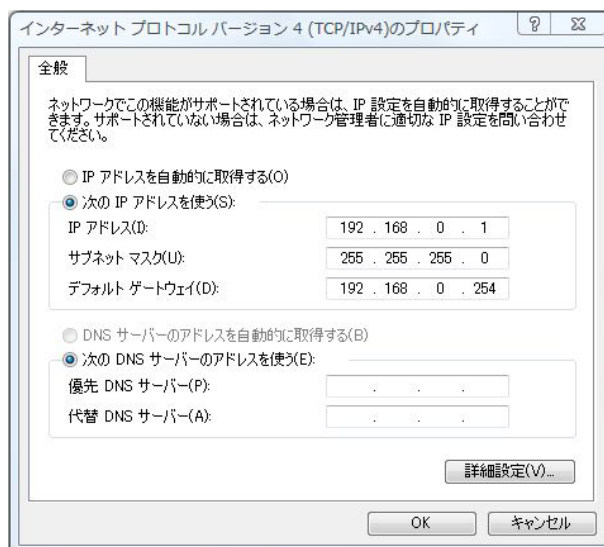 インターネット プロトコル バージョン 4 (TCP/IPv4)のプロパティ
全般
ネットワークでこの機能がサポートされている場合は、IP 設定を自動的に取得することがで
きます。サポートされていない場合は、ネットワーク管理者に適切な IP 設定を問い合わせ
てください。
IP アドレスを自動的に取得する(O)
次の IP アドレスを使う(S):
IP アドレス(I): 192 . 168 . 0 . 1
サブネット マスク(U): 255 . 255 . 255 . 0
デフォルト ゲートウェイ(D): 192 . 168 . 0 . 254
DNS サーバーのアドレスを自動的に取得する(B)
次の DNS サーバーのアドレスを使う(E):
優先 DNS サーバー(P): . . .
代替 DNS サーバー(A): . . .
詳細設定(V)...
OK キャンセル